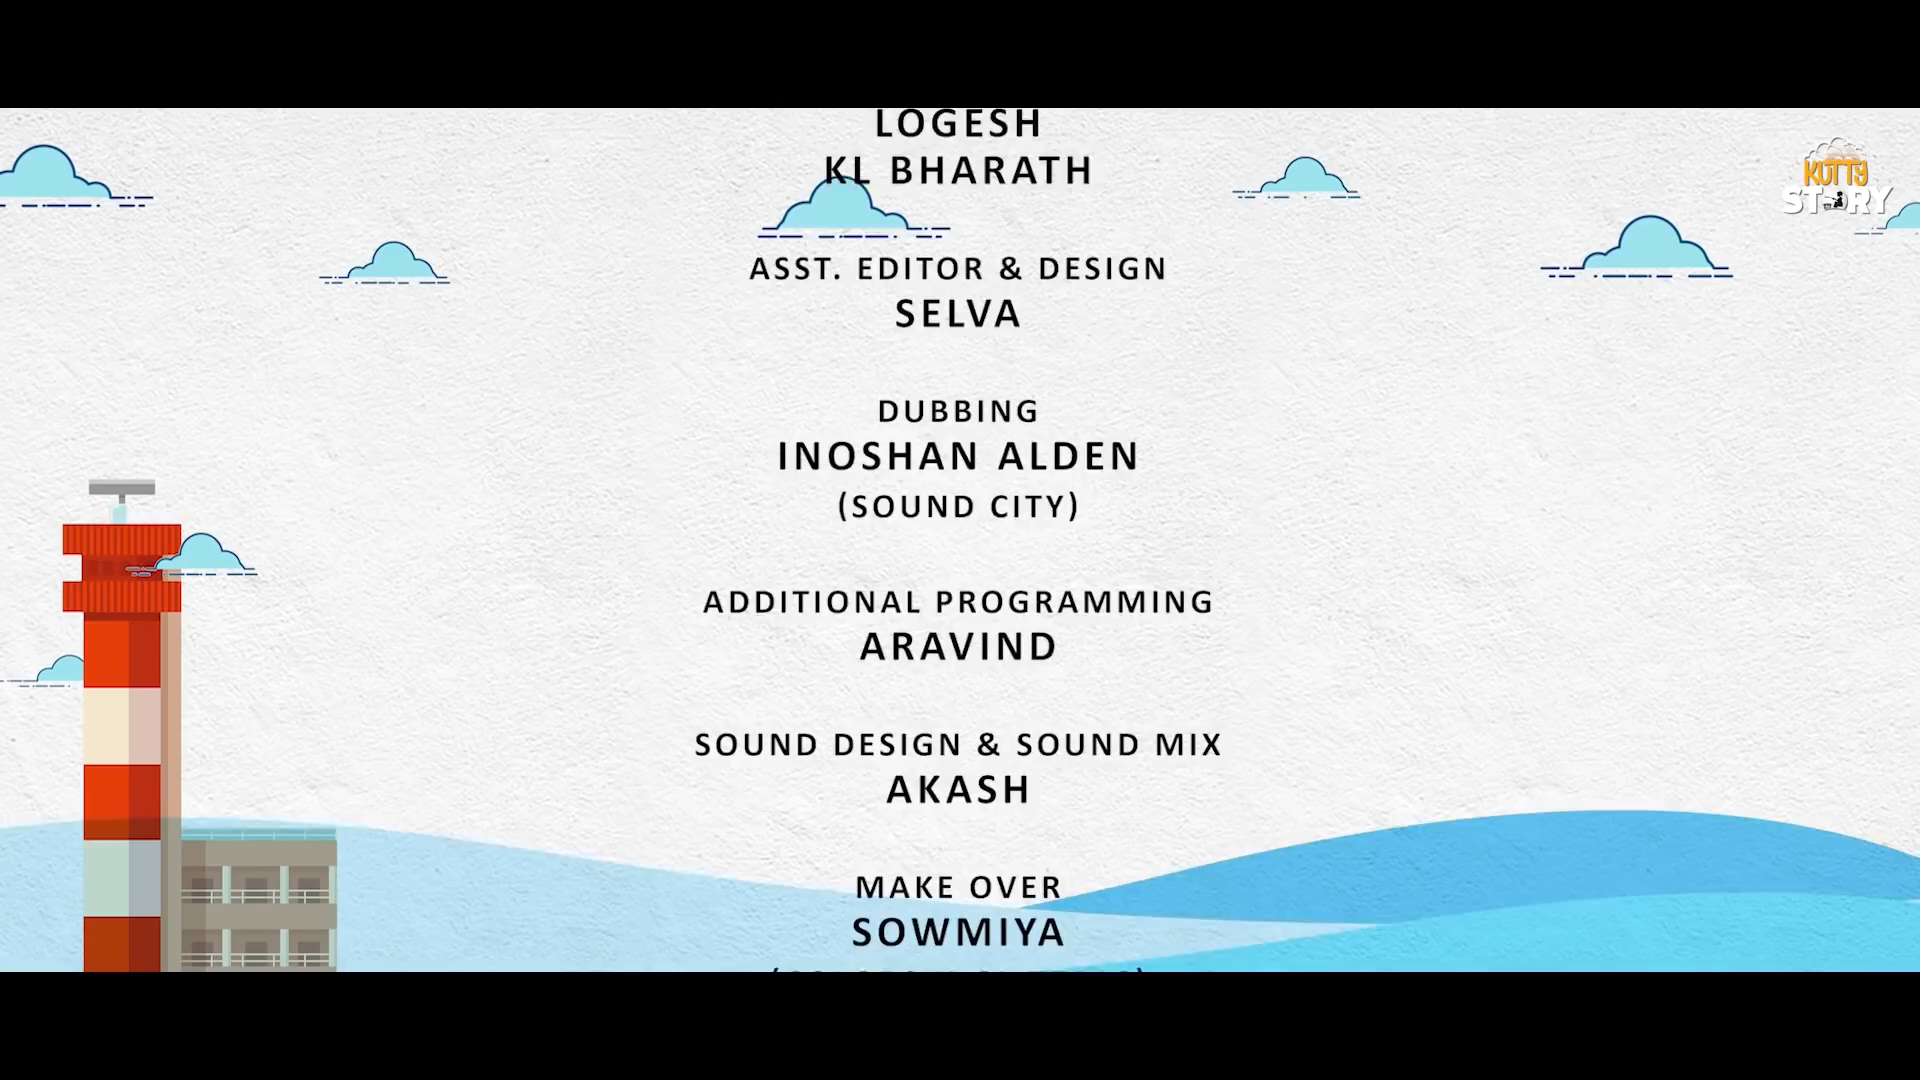 LOGESH
KL BHARATH
KUTTY
STORY
ASST. EDITOR & DESIGN
SELVA
DUBBING
INOSHAN ALDEN
(SOUND CITY)
ADDITIONAL PROGRAMMING
ARAVIND
SOUND DESIGN & SOUND MIX
AKASH
MAKE OVER
SOWMIYA